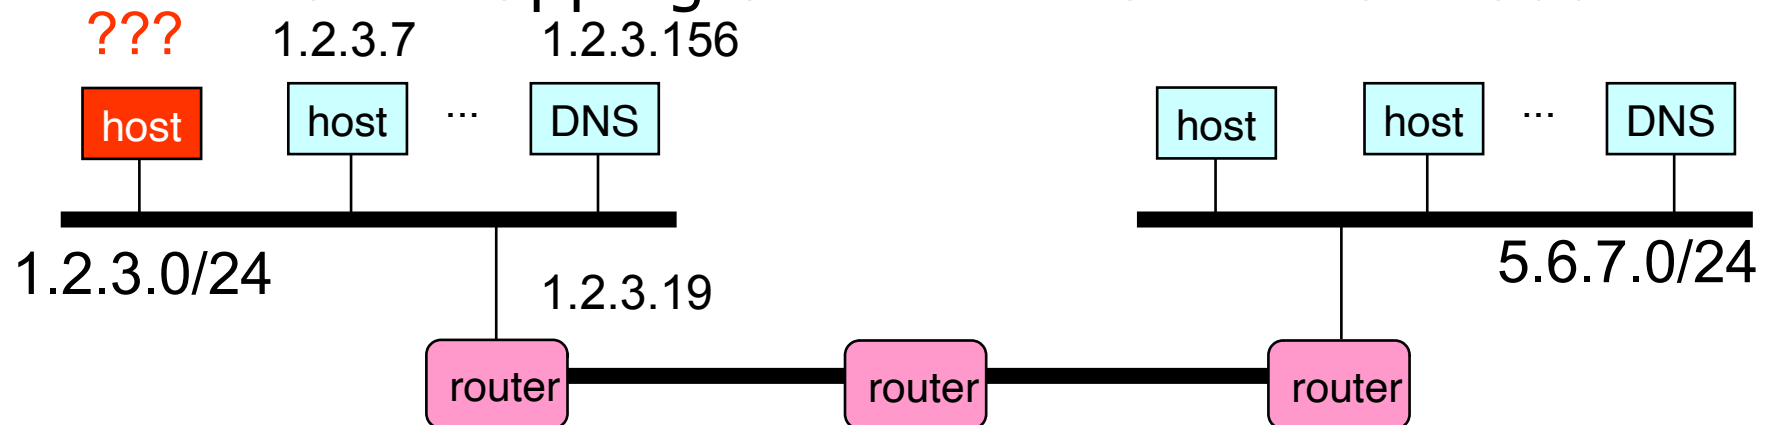 ???
1.2.3.7
1.2.3.156
host
host
...
DNS
host
host
...
DNS
1.2.3.0/24
1.2.3.19
5.6.7.0/24
router
router
router